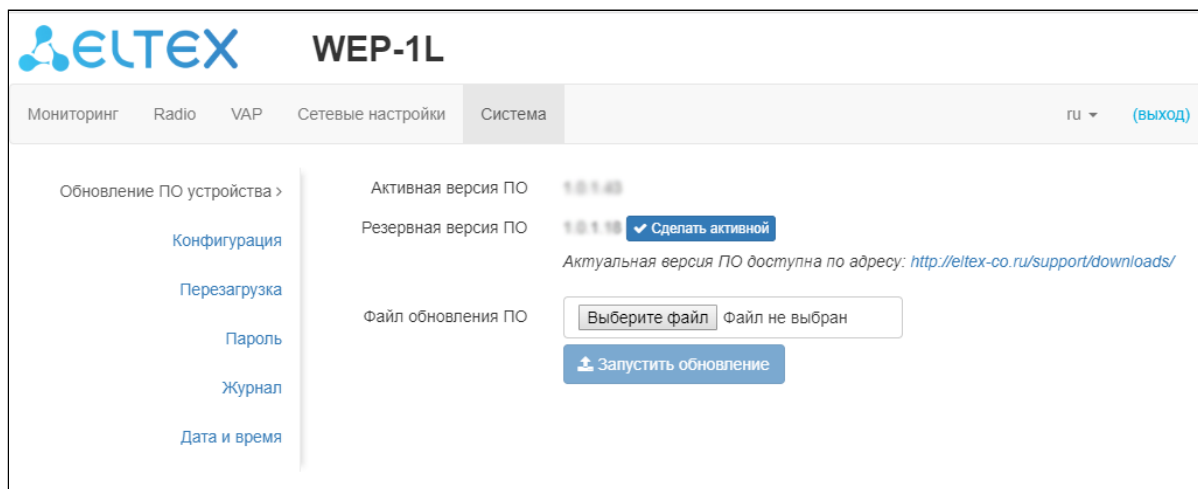 ELTEX WEP-1L
Мониторинг Radio VAP Сетевые настройки Система ru (выход)
Обновление ПО устройства >
Конфигурация
Перезагрузка
Пароль
Журнал
Дата и время
Активная версия ПО
Резервная версия ПО Сделать активной
Актуальная версия ПО доступна по адресу: http://eltex-co.ru/support/downloads/
Файл обновления ПО Выберите файл Файл не выбран
Запустить обновление